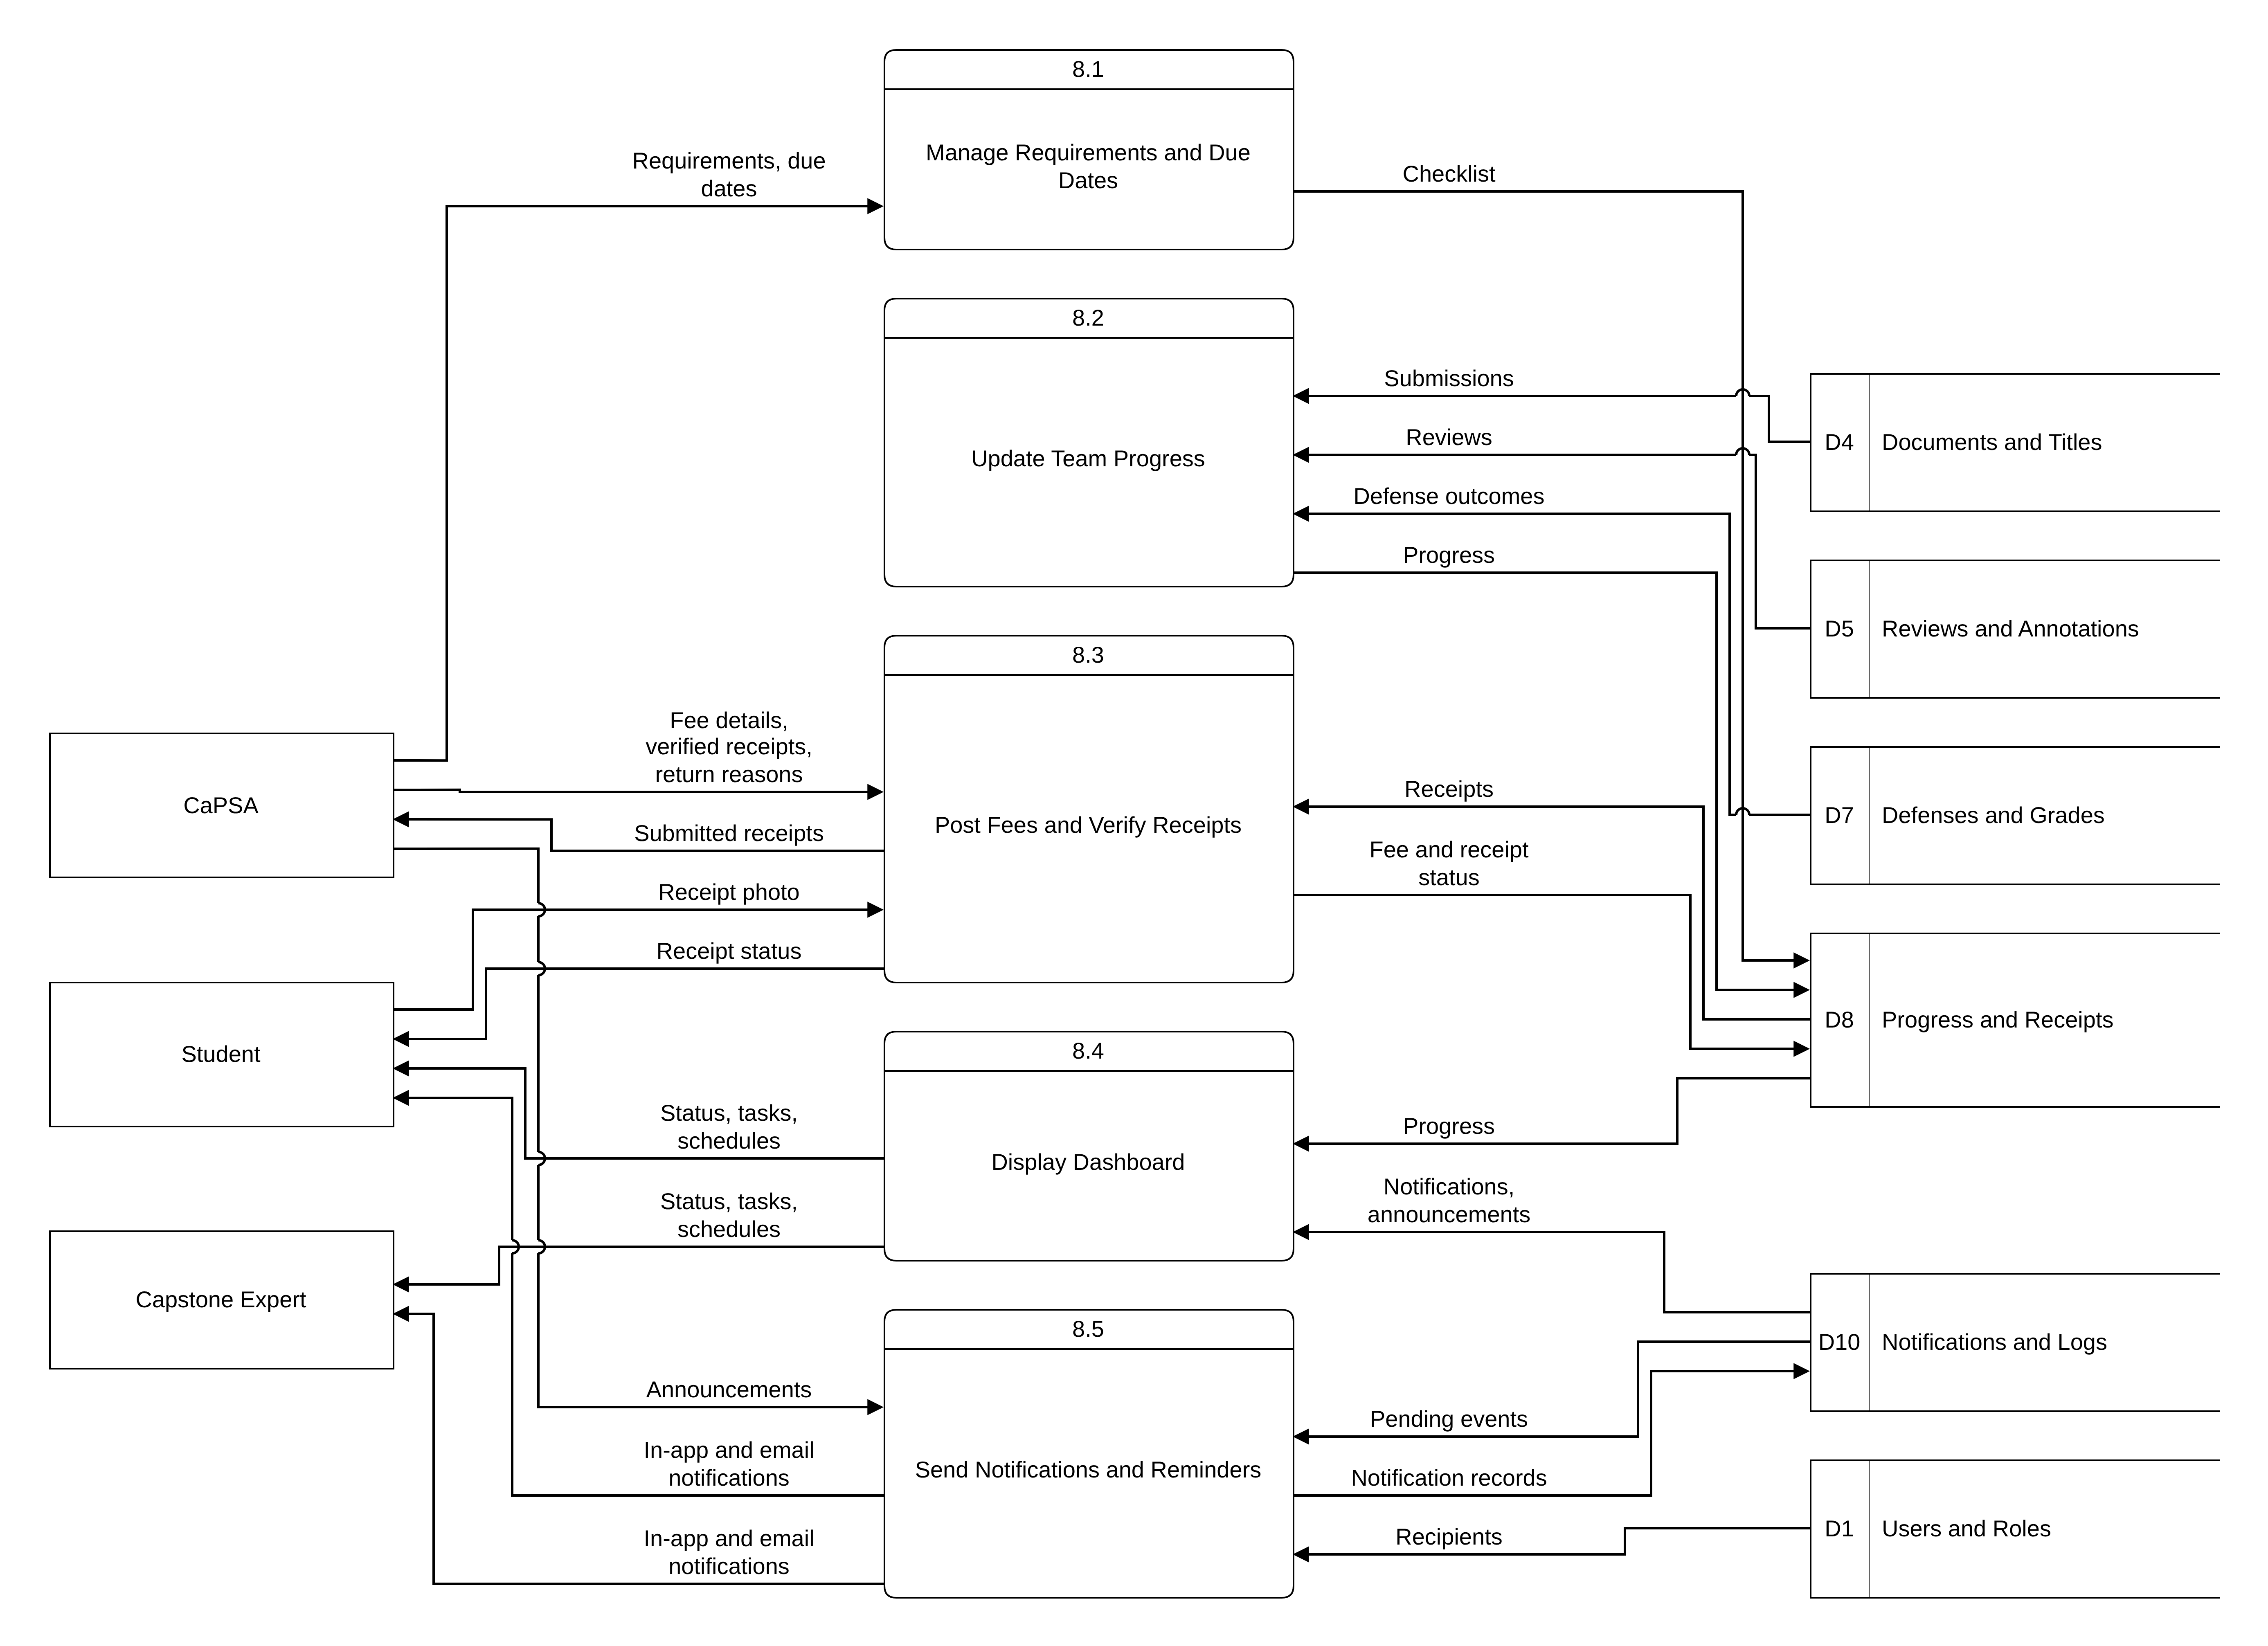 8.1
Manage Requirements and Due
Dates
Requirements, due
dates
Checklist
8.2
Update Team Progress
Submissions
Reviews
Defense outcomes
Progress
D4
Documents and Titles
D5
Reviews and Annotations
8.3
Post Fees and Verify Receipts
Fee details,
verified receipts,
return reasons
Submitted receipts
Receipt photo
Receipt status
Receipts
Fee and receipt
status
CaPSA
D7
Defenses and Grades
Student
D8
Progress and Receipts
8.4
Display Dashboard
Status, tasks,
schedules
Status, tasks,
schedules
Progress
Notifications,
announcements
Capstone Expert
D10
Notifications and Logs
8.5
Send Notifications and Reminders
Announcements
In-app and email
notifications
In-app and email
notifications
Pending events
Notification records
Recipients
D1
Users and Roles